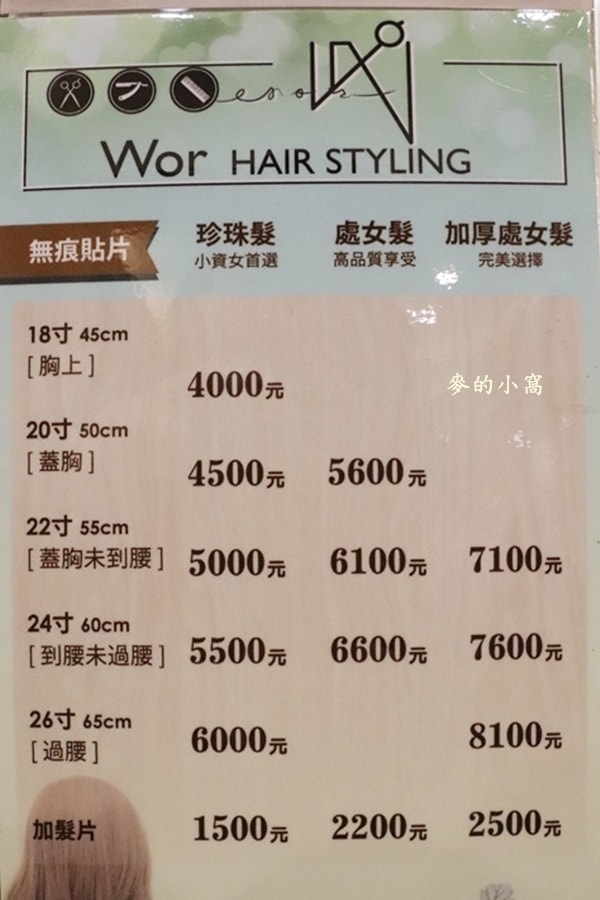 Wor HAIR STYLING
無痕貼片
珍珠髮 處女髮 加厚處女髮
小資女首選 高品質享受 完美選擇
18寸 45cm
[ 胸上 ]
4000元
麥的小窩
20寸 50cm
[ 蓋胸 ]
4500元 5600元
22寸 55cm
[ 蓋胸未到腰 ] 5000元 6100元 7100元
24寸 60cm
[ 到腰未過腰 ] 5500元 6600元 7600元
26寸 65cm
[ 過腰 ]
6000元 8100元
加髮片 1500元 2200元 2500元